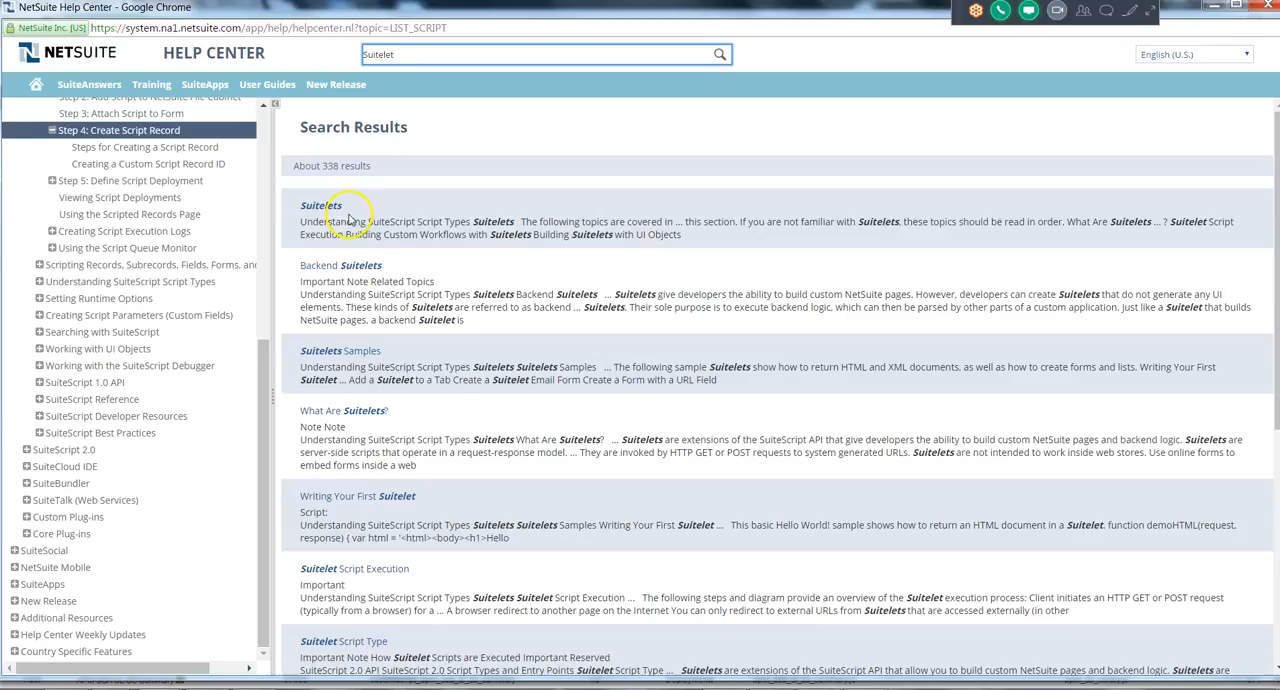 NetSuite Help Center - Google Chrome
NetSuite Inc. [US] https://system.na1.netsuite.com/app/help/helpcenter.nl?topic=LIST_SCRIPT
NETSUITE HELP CENTER Suitelet English (U.S.)
SuiteAnswers Training SuiteApps User Guides New Release
Step 2: Add Script to NetSuite File Cabinet
Step 3: Attach Script to Form
Step 4: Create Script Record
Steps for Creating a Script Record
Creating a Custom Script Record ID
Step 5: Define Script Deployment
Viewing Script Deployments
Using the Scripted Records Page
Creating Script Execution Logs
Using the Script Queue Monitor
Scripting Records, Subrecords, Fields, Forms, and
Understanding SuiteScript Script Types
Setting Runtime Options
Creating Script Parameters (Custom Fields)
Searching with SuiteScript
Working with UI Objects
Working with the SuiteScript Debugger
SuiteScript 1.0 API
SuiteScript Reference
SuiteScript Developer Resources
SuiteScript Best Practices
SuiteScript 2.0
SuiteCloud IDE
SuiteBundler
SuiteTalk (Web Services)
Custom Plug-ins
Core Plug-ins
SuiteSocial
NetSuite Mobile
SuiteApps
New Release
Additional Resources
Help Center Weekly Updates
Country Specific Features
Search Results
About 338 results
Suitelets
Understanding SuiteScript Script Types Suitelets The following topics are covered in ... this section. If you are not familiar with Suitelets, these topics should be read in order. What Are Suitelets ... ? Suitelet Script
Execution Building Custom Workflows with Suitelets Building Suitelets with UI Objects
Backend Suitelets
Important Note Related Topics
Understanding SuiteScript Script Types Suitelets Backend Suitelets ... Suitelets give developers the ability to build custom NetSuite pages. However, developers can create Suitelets that do not generate any UI
elements. These kinds of Suitelets are referred to as backend ... Suitelets. Their sole purpose is to execute backend logic, which can then be parsed by other parts of a custom application. Just like a Suitelet that builds
NetSuite pages, a backend Suitelet is
Suitelets Samples
Understanding SuiteScript Script Types Suitelets Suitelets Samples ... The following sample Suitelets show how to return HTML and XML documents, as well as how to create forms and lists. Writing Your First
Suitelet ... Add a Suitelet to a Tab Create a Suitelet Email Form Create a Form with a URL Field
What Are Suitelets?
Note Note
Understanding SuiteScript Script Types Suitelets What Are Suitelets? ... Suitelets are extensions of the SuiteScript API that give developers the ability to build custom NetSuite pages and backend logic. Suitelets are
server-side scripts that operate in a request-response model. ... They are invoked by HTTP GET or POST requests to system generated URLs. Suitelets are not intended to work inside web stores. Use online forms to
embed forms inside a web
Writing Your First Suitelet
Script:
Understanding SuiteScript Script Types Suitelets Suitelets Samples Writing Your First Suitelet ... This basic Hello World! sample shows how to return an HTML document in a Suitelet. function demoHTML(request,
response) { var html = '<html><body><h1>Hello
Suitelet Script Execution
Important
Understanding SuiteScript Script Types Suitelets Suitelet Script Execution ... The following steps and diagram provide an overview of the Suitelet execution process: Client initiates an HTTP GET or POST request
(typically from a browser) for a ... A browser redirect to another page on the Internet You can only redirect to external URLs from Suitelets that are accessed externally (in other
Suitelet Script Type
Important Note How Suitelet Scripts are Executed Important Reserved
SuiteScript 2.0 API SuiteScript 2.0 Script Types and Entry Points Suitelet Script Type ... Suitelets are extensions of the SuiteScript API that allow you to build custom NetSuite pages and backend logic. Suitelets are